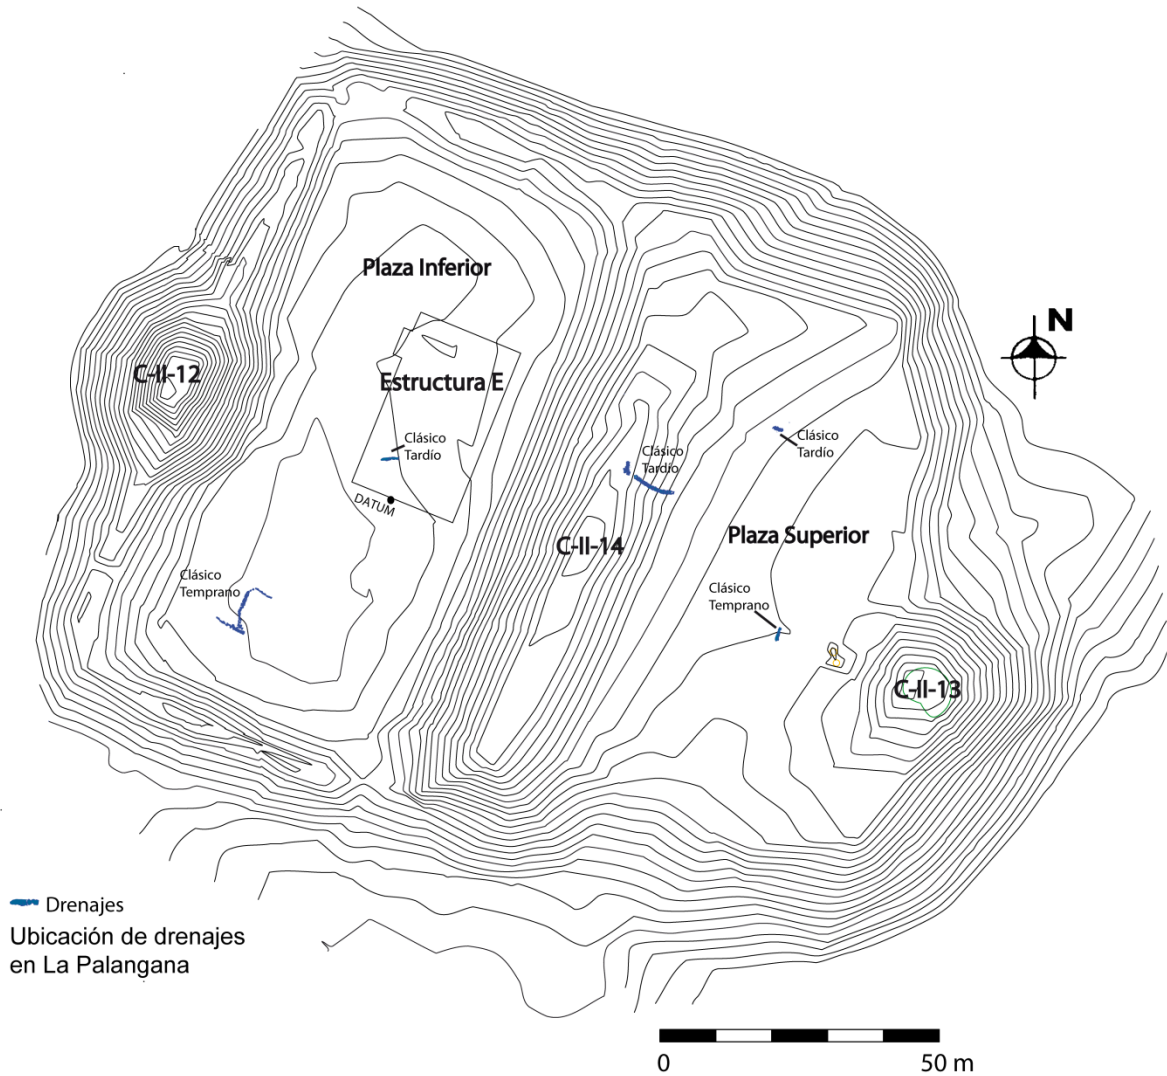 Plaza Inferior
N
C-II-12
Estructura E
Clásico
Tardío
Clásico
Tardío
Clásico
Tardío
DATUM
Plaza Superior
C-II-14
Clásico
Temprano
Clásico
Temprano
C-II-13
Drenajes
Ubicación de drenajes
en La Palangana
0
50 m